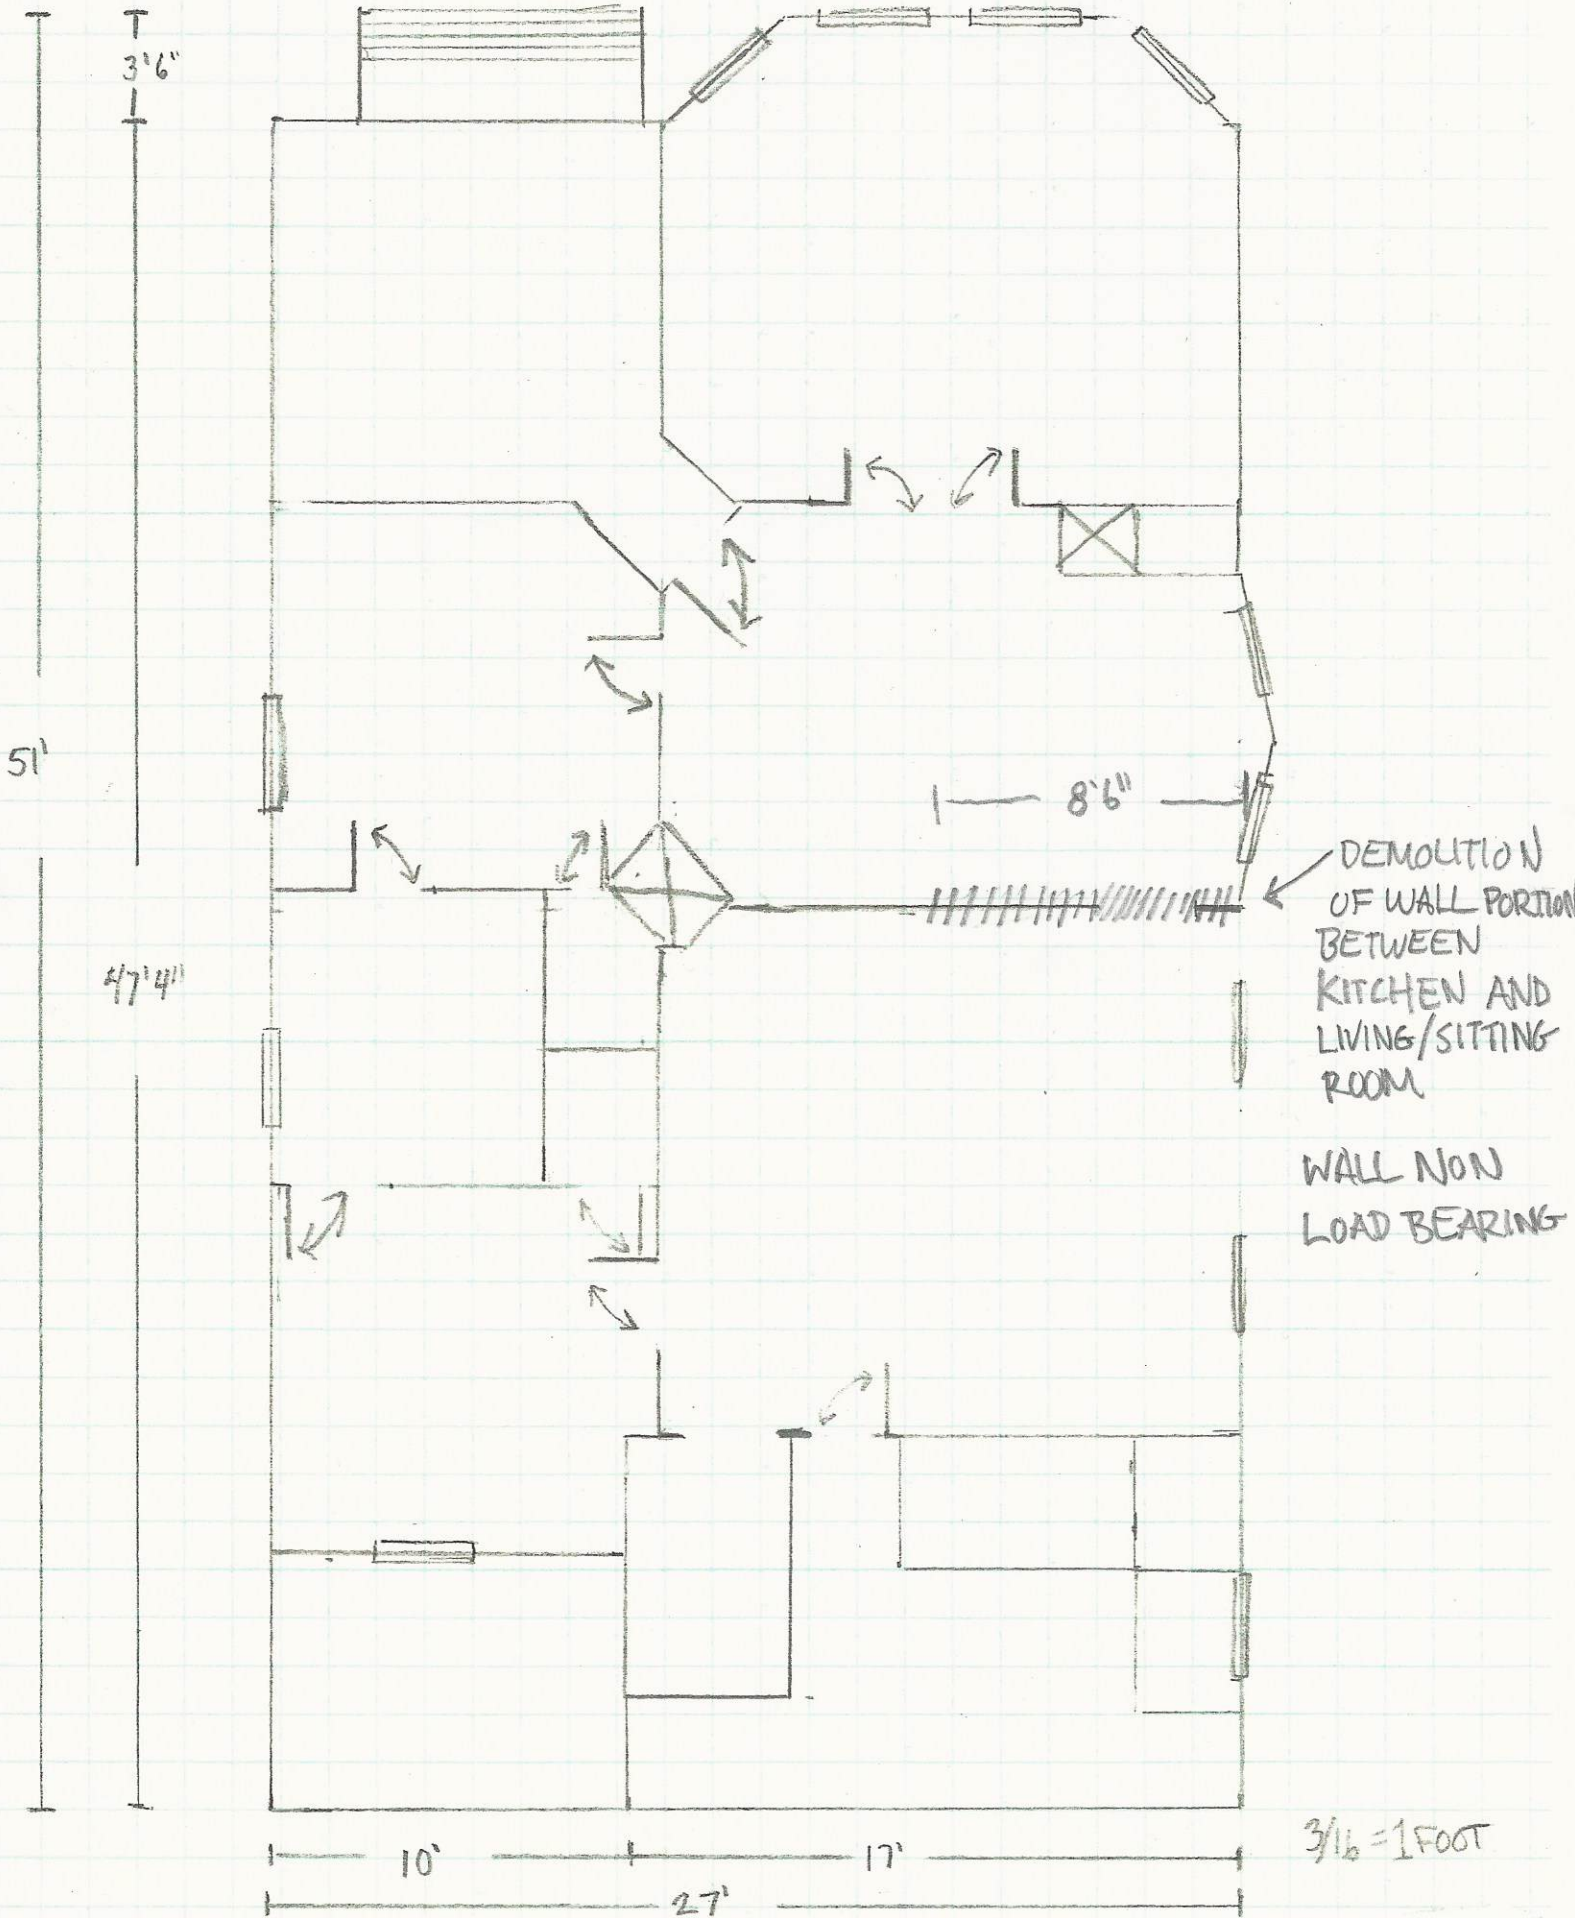 3'6"
51'
8'6"
DEMOLITION
OF WALL PORTION
BETWEEN
KITCHEN AND
LIVING/SITTING
ROOM
47'4"
WALL NON
LOAD BEARING
3/16 = 1 FOOT
10'
17'
27'